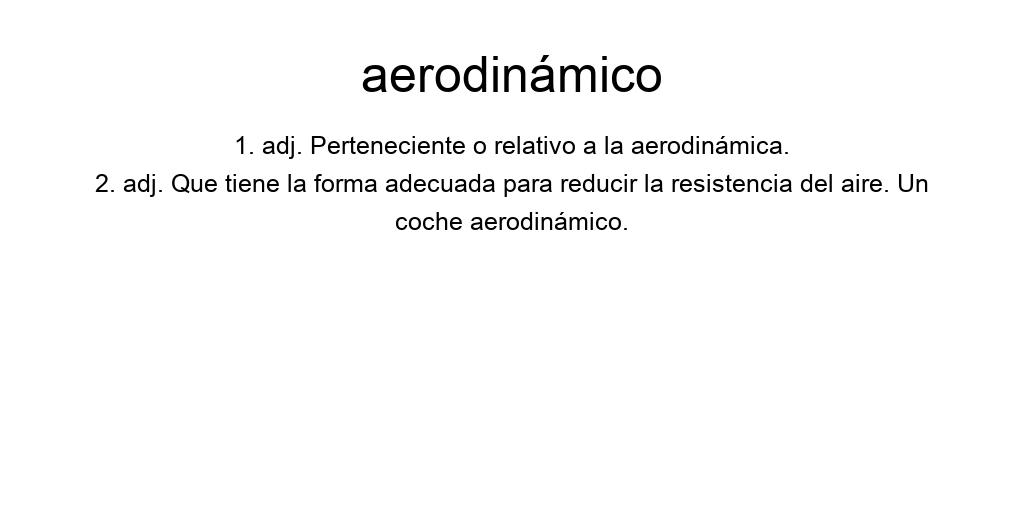 aerodinámico
1. adj. Perteneciente o relativo a la aerodinámica.
2. adj. Que tiene la forma adecuada para reducir la resistencia del aire. Un
coche aerodinámico.